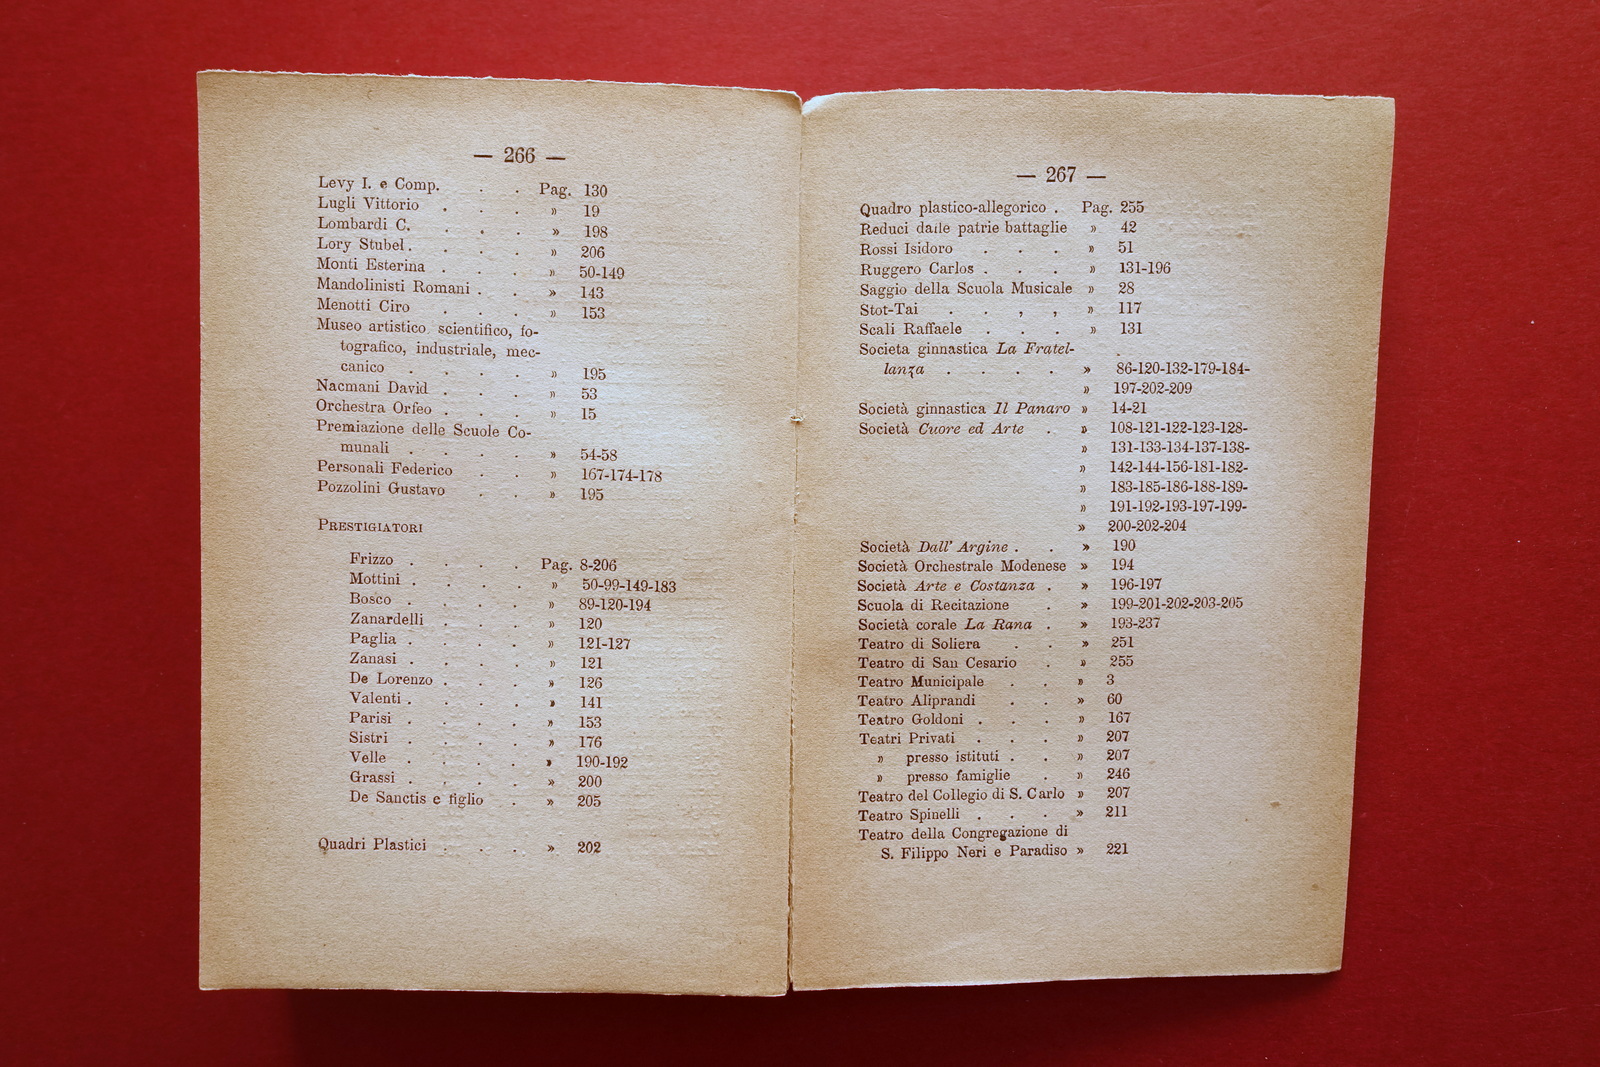 — 266 —
Levy I. e Comp. . . Pag. 130
Lugli Vittorio . . . » 19
Lombardi C. . . . » 198
Lory Stubel . . . . » 206
Monti Esterina . . . » 50-149
Mandolinisti Romani . . » 143
Menotti Ciro . . . » 153
Museo artistico scientifico, fo-
tografico, industriale, mec-
canico . . . . » 195
Nacmani David . . . » 53
Orchestra Orfeo . . . » 15
Premiazione delle Scuole Co-
munali . . . . » 54-58
Personali Federico . . » 167-174-178
Pozzolini Gustavo . . » 195
PRESTIGIATORI
Frizzo . . . . Pag. 8-206
Mottini . . . . » 50-99-149-183
Bosco . . . . » 89-120-194
Zanardelli . . . » 120
Paglia . . . . » 121-127
Zanasi . . . . » 121
De Lorenzo . . . » 126
Valenti . . . . » 141
Parisi . . . . » 153
Sistri . . . . » 176
Velle . . . . » 190-192
Grassi . . . . » 200
De Sanctis e figlio . » 205
Quadri Plastici . . . » 202
— 267 —
Quadro plastico-allegorico . Pag. 255
Reduci dalle patrie battaglie » 42
Rossi Isidoro . . . » 51
Ruggero Carlos . . . » 131-196
Saggio della Scuola Musicale » 28
Stot-Tai . . , , » 117
Scali Raffaele . . . » 131
Societa ginnastica La Fratel-
lanza . . . . » 86-120-132-179-184-
» 197-202-209
Società ginnastica Il Panaro » 14-21
Società Cuore ed Arte . » 108-121-122-123-128-
» 131-133-134-137-138-
» 142-144-156-181-182-
» 183-185-186-188-189-
» 191-192-193-197-199-
» 200-202-204
Società Dall' Argine . . » 190
Società Orchestrale Modenese » 194
Società Arte e Costanza . » 196-197
Scuola di Recitazione . » 199-201-202-203-205
Società corale La Rana . » 193-237
Teatro di Soliera . . » 251
Teatro di San Cesario . » 255
Teatro Municipale . . » 3
Teatro Aliprandi . . » 60
Teatro Goldoni . . . » 167
Teatri Privati . . . » 207
» presso istituti . . » 207
» presso famiglie . » 246
Teatro del Collegio di S. Carlo » 207
Teatro Spinelli . . . » 211
Teatro della Congregazione di
S. Filippo Neri e Paradiso » 221